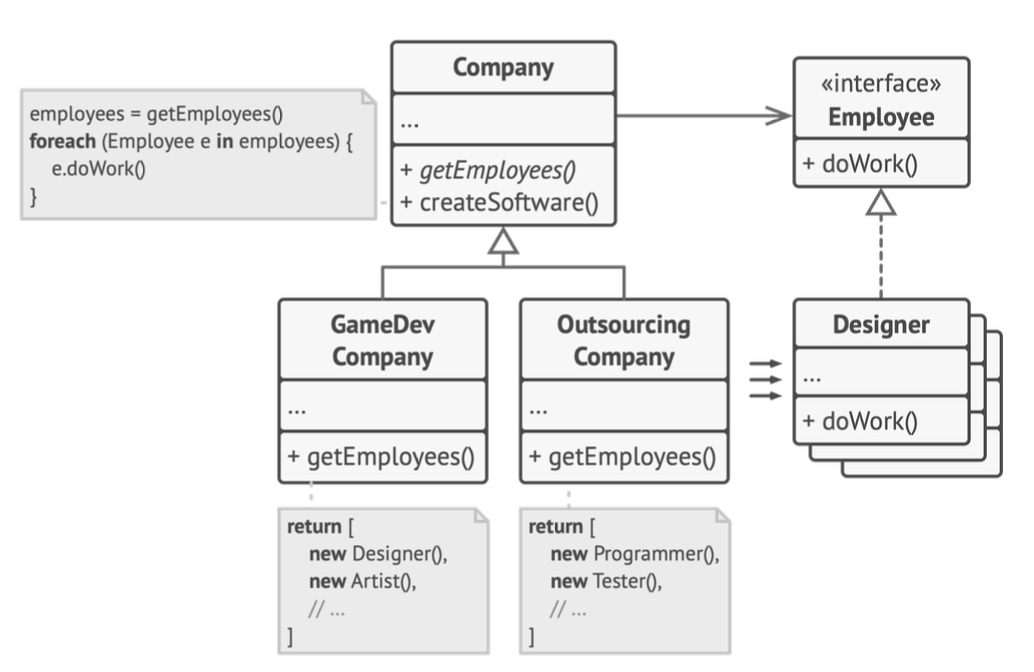 Company
...
+ getEmployees()
+ createSoftware()
employees = getEmployees()
foreach (Employee e in employees) {
e.doWork()
}
«interface»
Employee
+ doWork()
GameDev
Company
...
+ getEmployees()
return [
new Designer(),
new Artist(),
// ...
]
Outsourcing
Company
...
+ getEmployees()
return [
new Programmer(),
new Tester(),
// ...
]
Designer
...
+ doWork()